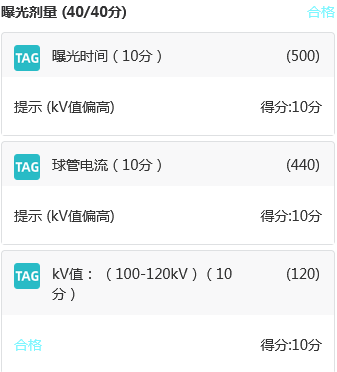 曝光剂量 (40/40分) 合格
TAG 曝光时间（10分） (500)
提示 (kV值偏高) 得分:10分
TAG 球管电流（10分） (440)
提示 (kV值偏高) 得分:10分
TAG kV值：（100-120kV）（10 (120)
分）
合格 得分:10分